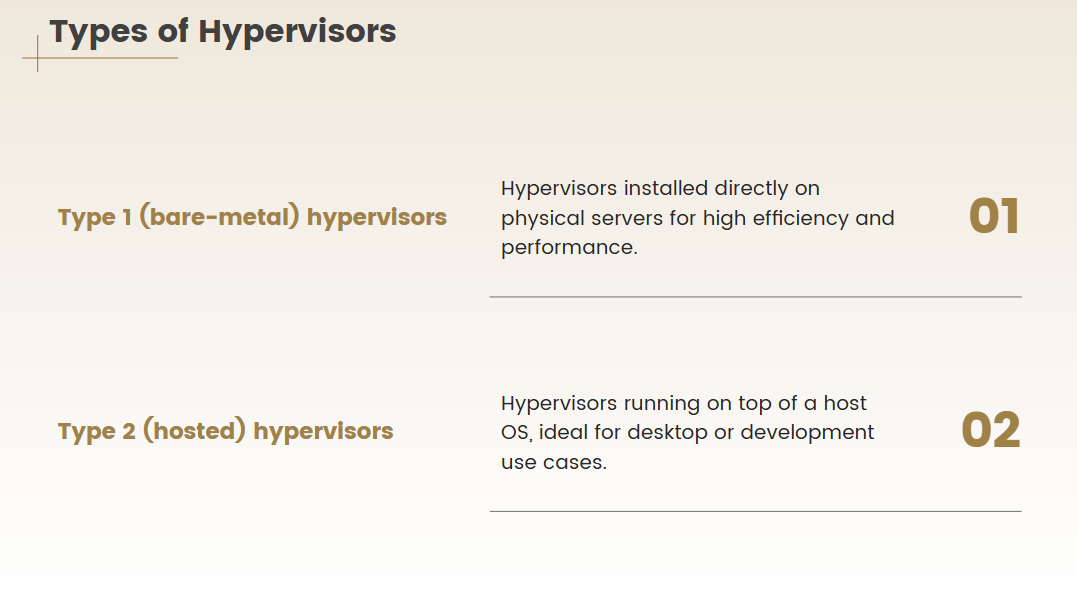 Types of Hypervisors
Type 1 (bare-metal) hypervisors
Hypervisors installed directly on
physical servers for high efficiency and
performance.
01
Type 2 (hosted) hypervisors
Hypervisors running on top of a host
OS, ideal for desktop or development
use cases.
02